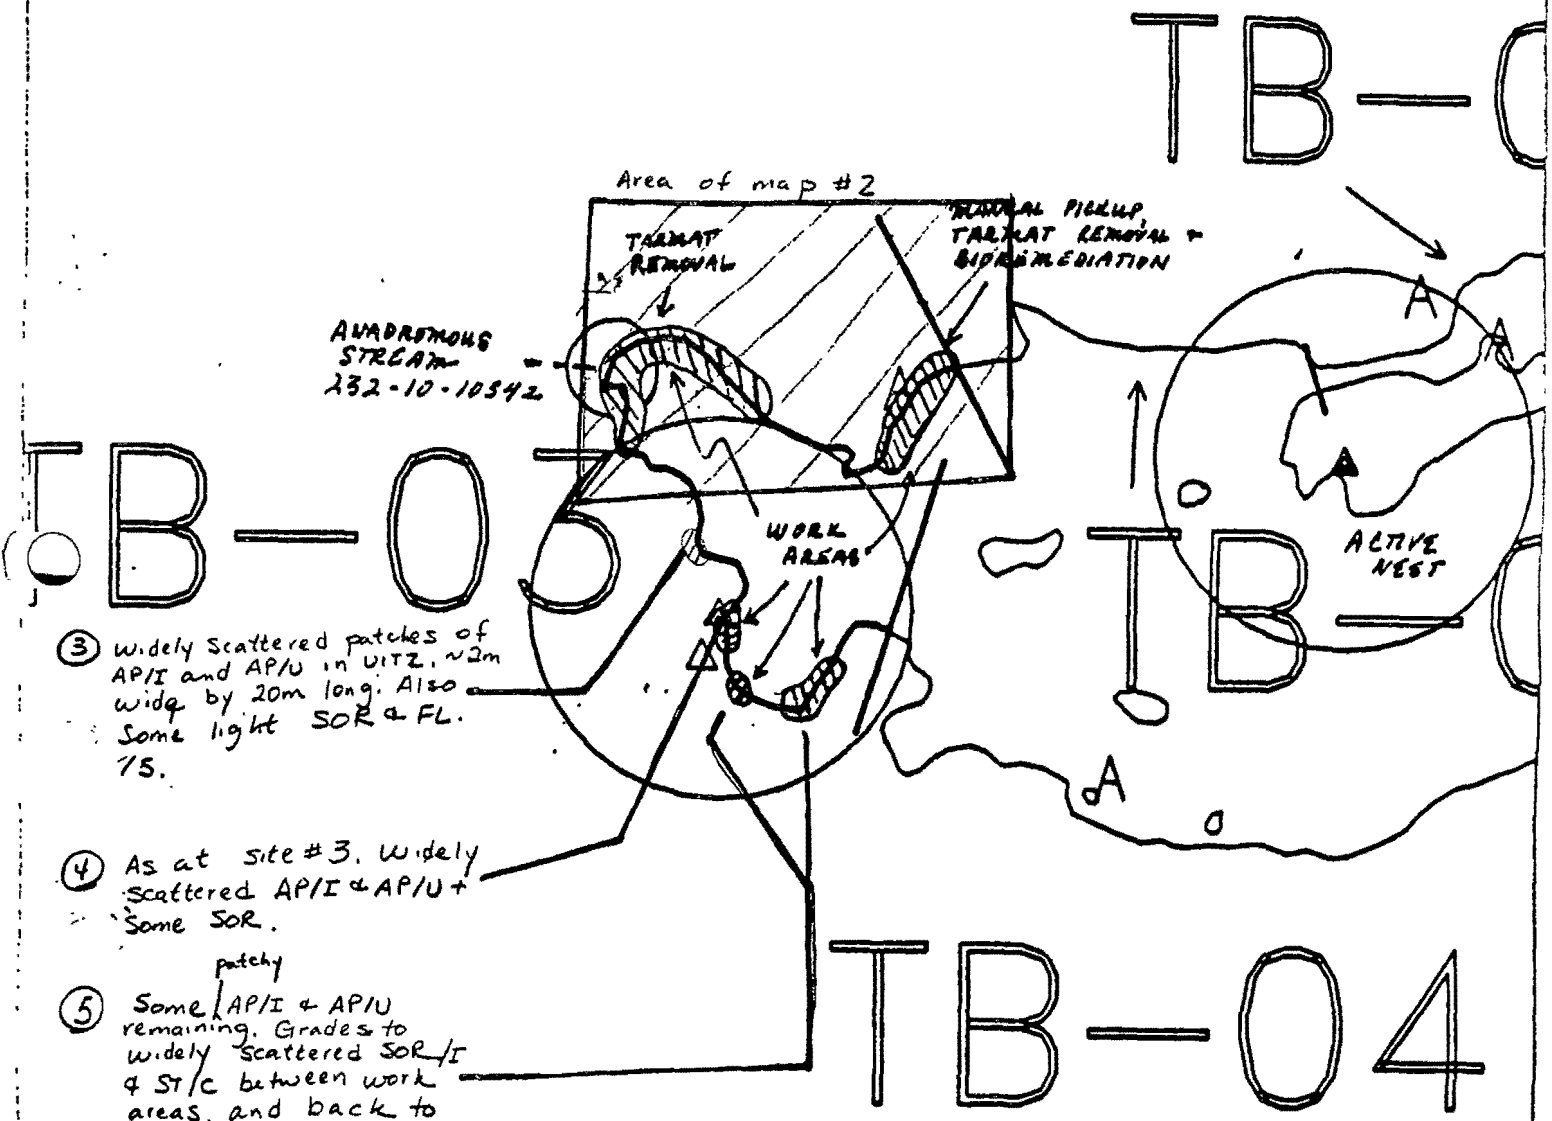 TB-0
Area of map #2
MANUAL PICKUP,
TARMAT REMOVAL +
BIOREMEDIATION
TARMAT
REMOVAL
A
A
ANADROMOUS
STREAM
232-10-10342
TB-03
WORK
AREAS
ACTIVE
NEST
TB-0
③ Widely scattered patches of
AP/I and AP/U in UITZ. ~2m
wide by 20m long. Also
Some light SOR & FL.
A
④ As at site #3. Widely
scattered AP/I & AP/U +
Some SOR.
patchy
⑤ Some AP/I & AP/U
remaining. Grades to
widely scattered SOR/I
& ST/C between work
areas, and back to
TB-04